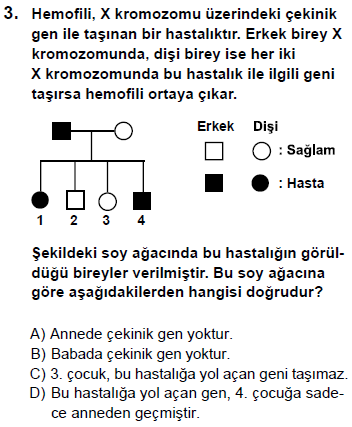 3. Hemofili, X kromozomu üzerindeki çekinik
gen ile taşınan bir hastalıktır. Erkek birey X
kromozomunda, dişi birey ise her iki
X kromozomunda bu hastalık ile ilgili geni
taşırsa hemofili ortaya çıkar.
Erkek Dişi
: Sağlam
: Hasta
1 2 3 4
Şekildeki soy ağacında bu hastalığın görül-
düğü bireyler verilmiştir. Bu soy ağacına
göre aşağıdakilerden hangisi doğrudur?
A) Annede çekinik gen yoktur.
B) Babada çekinik gen yoktur.
C) 3. çocuk, bu hastalığa yol açan geni taşımaz.
D) Bu hastalığa yol açan gen, 4. çocuğa sade-
ce anneden geçmiştir.